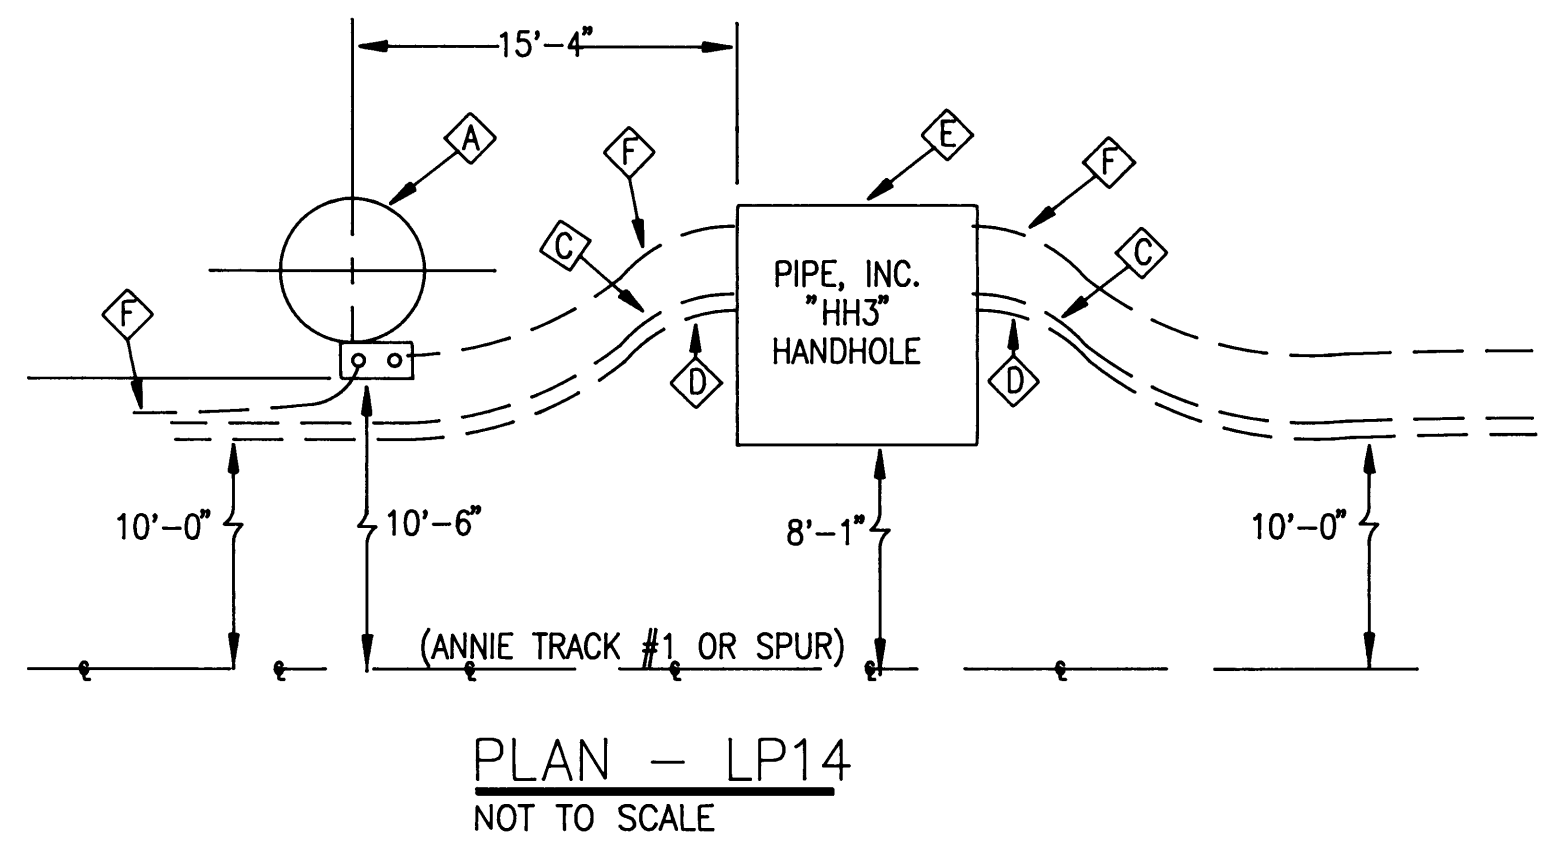 15'-4"
A
F
E
F
C
C
F
PIPE, INC.
"HH3"
HANDHOLE
D
D
10'-0"
10'-6"
8'-1"
10'-0"
(ANNIE TRACK #1 OR SPUR)
℄ ℄ ℄ ℄ ℄ ℄
PLAN - LP14
NOT TO SCALE